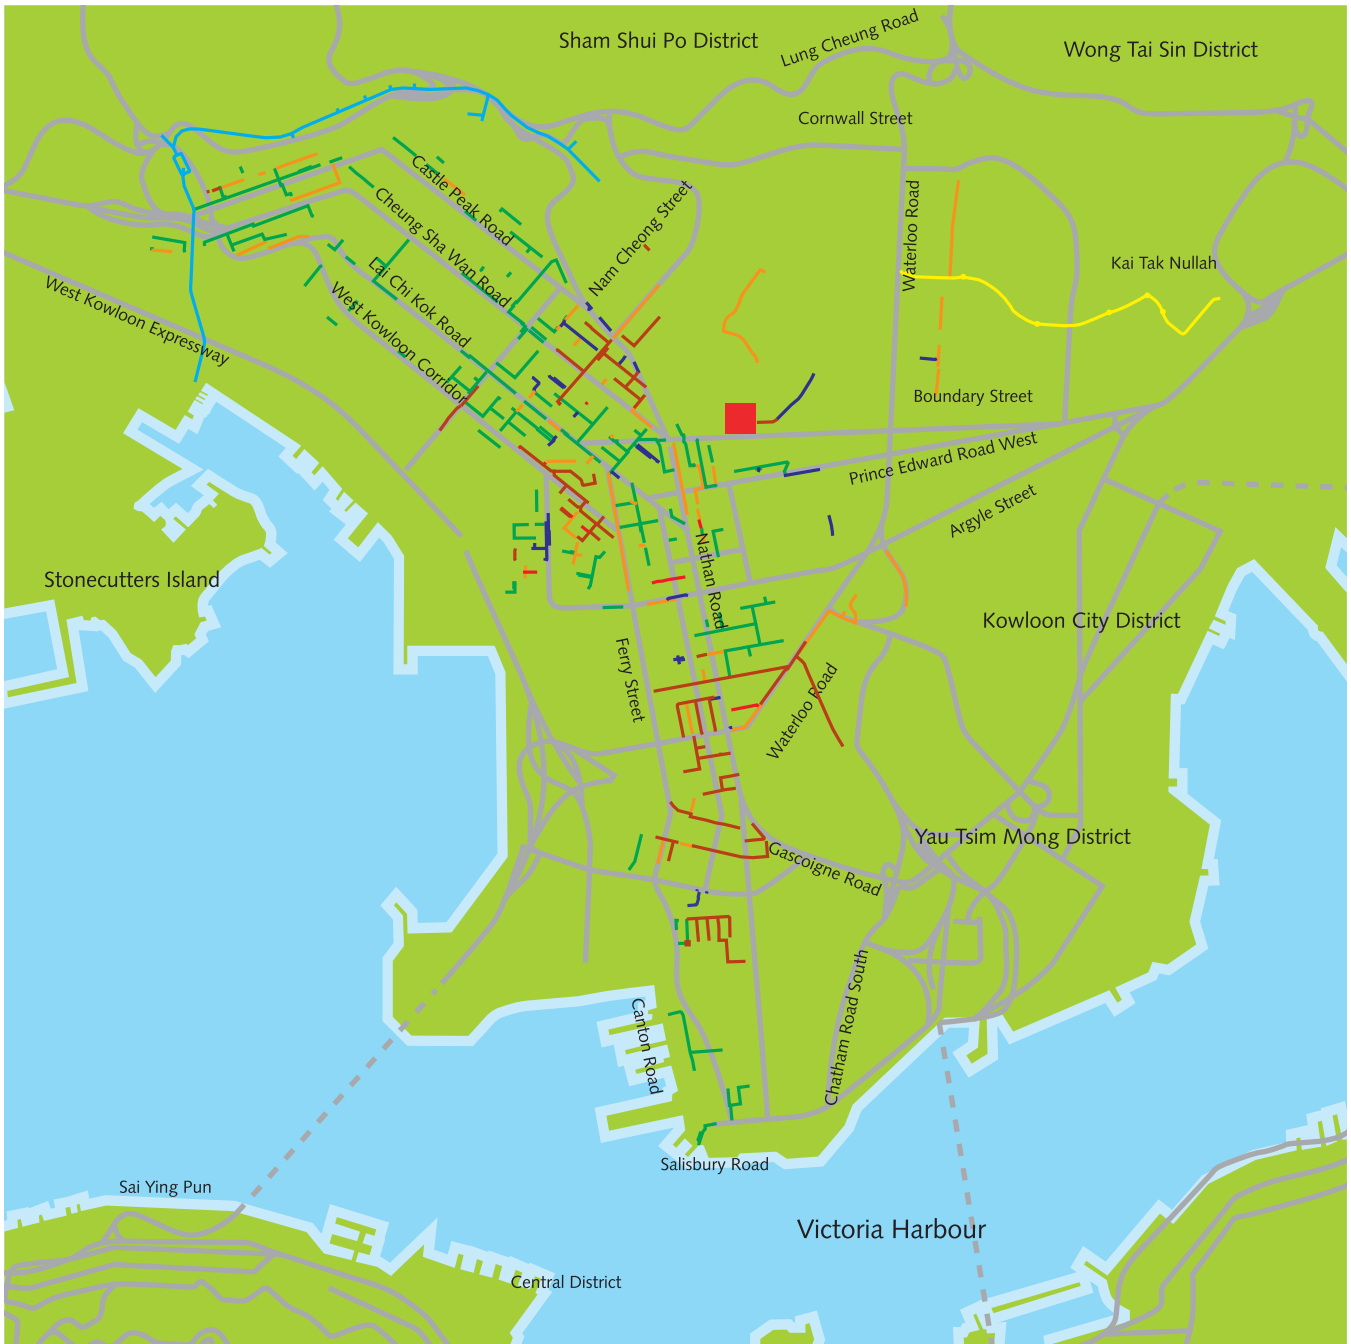 Lung Cheung Road
Sham Shui Po District
Wong Tai Sin District
Cornwall Street
Castle Peak Road
Nam Cheong Street
Waterloo Road
Cheung Sha Wan Road
Kai Tak Nullah
Lai Chi Kok Road
West Kowloon Expressway
West Kowloon Corridor
Boundary Street
Prince Edward Road West
Argyle Street
Nathan Road
Stonecutters Island
Kowloon City District
Ferry Street
Waterloo Road
Yau Tsim Mong District
Gascoigne Road
Chatham Road South
Canton Road
Salisbury Road
Sai Ying Pun
Victoria Harbour
Central District